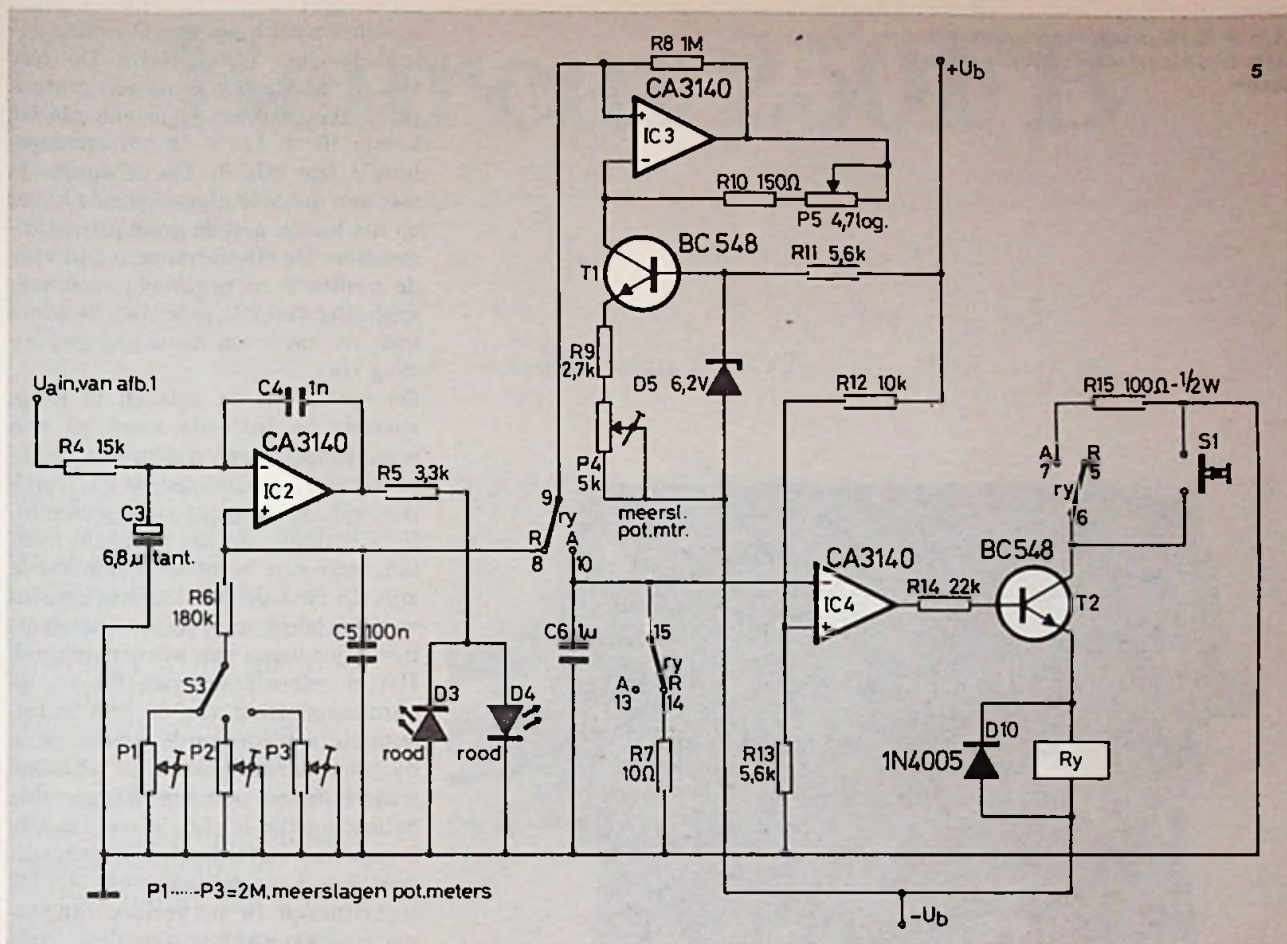 R8 1M
CA3140
+Ub
5
+
IC 3
-
R10 150Ω
P5 4,7log.
BC 548
R11 5,6k
T1
R9
2,7k
D5 6,2V
Ua in, van afb.1
C4 1n
R12 10k
R15 100Ω-½W
R4 15k
CA3140
-
IC2
+
R5 3,3k
P4
5k
meersl.
pot.mtr.
9
ry
R
8
A
10
A
7
R
5
ry
6
S1
C3
6,8µ tant.
CA3140
-
IC4
+
R14 22k
BC548
T2
R6
180k
C5 100n
C6 1µ
15
ry
A
13
R
14
S3
D3
rood
D4
rood
P1
P2
P3
R7
10Ω
R13
5,6k
D10
1N4005
Ry
P1······P3=2M, meerslagen pot.meters
-Ub